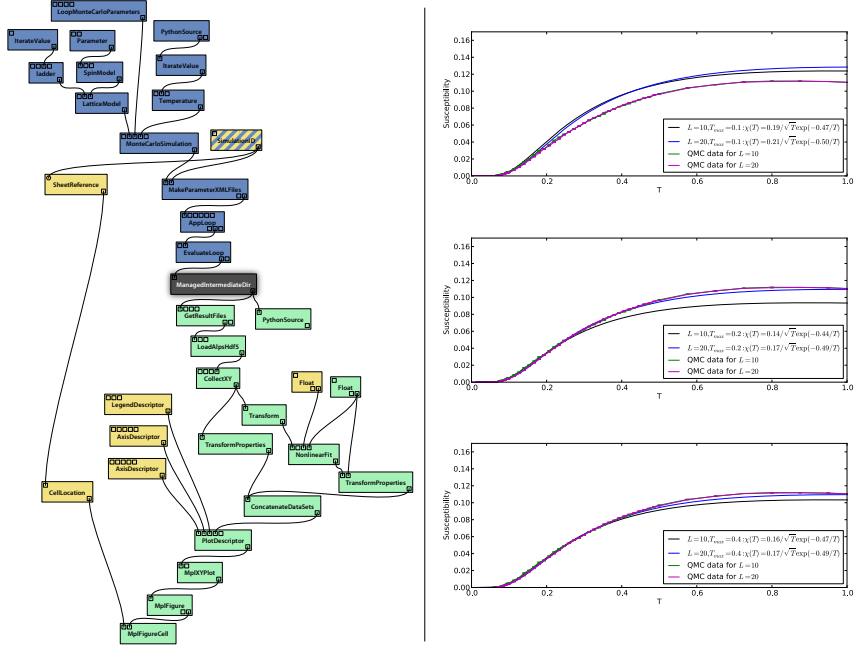 LoopMonteCarloParameters
IterateValue
Parameter
PythonSource
ladder
SpinModel
IterateValue
LatticeModel
Temperature
MonteCarloSimulation
SimulationID
SheetReference
MakeParameterXMLFiles
AppLoop
EvaluateLoop
ManagedIntermediateDir
GetResultFiles
PythonSource
LoadAlpsHdf5
CollectXY
Float
Float
LegendDescriptor
Transform
AxisDescriptor
TransformProperties
NonlinearFit
AxisDescriptor
TransformProperties
CellLocation
ConcatenateDataSets
PlotDescriptor
MplXYPlot
MplFigure
MplFigureCell
Susceptibility
0.16
0.14
0.12
0.10
0.08
0.06
0.04
0.02
0.00
L=10,T_max=0.1:χ(T)=0.19/√T exp(−0.47/T)
L=20,T_max=0.1:χ(T)=0.21/√T exp(−0.50/T)
QMC data for L=10
QMC data for L=20
0.0 0.2 0.4 0.6 0.8 1.0
T
Susceptibility
0.16
0.14
0.12
0.10
0.08
0.06
0.04
0.02
0.00
L=10,T_max=0.2:χ(T)=0.14/√T exp(−0.44/T)
L=20,T_max=0.2:χ(T)=0.17/√T exp(−0.49/T)
QMC data for L=10
QMC data for L=20
0.0 0.2 0.4 0.6 0.8 1.0
T
Susceptibility
0.16
0.14
0.12
0.10
0.08
0.06
0.04
0.02
0.00
L=10,T_max=0.4:χ(T)=0.16/√T exp(−0.47/T)
L=20,T_max=0.4:χ(T)=0.17/√T exp(−0.49/T)
QMC data for L=10
QMC data for L=20
0.0 0.2 0.4 0.6 0.8 1.0
T